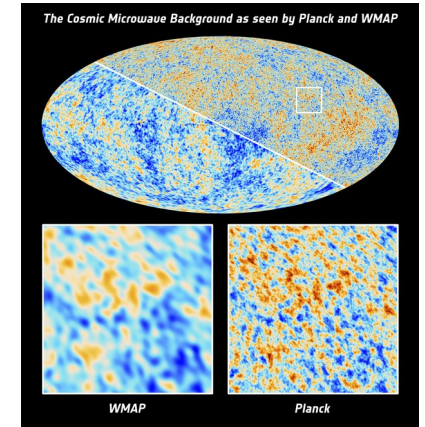 The Cosmic Microwave Background as seen by Planck and WMAP
WMAP
Planck